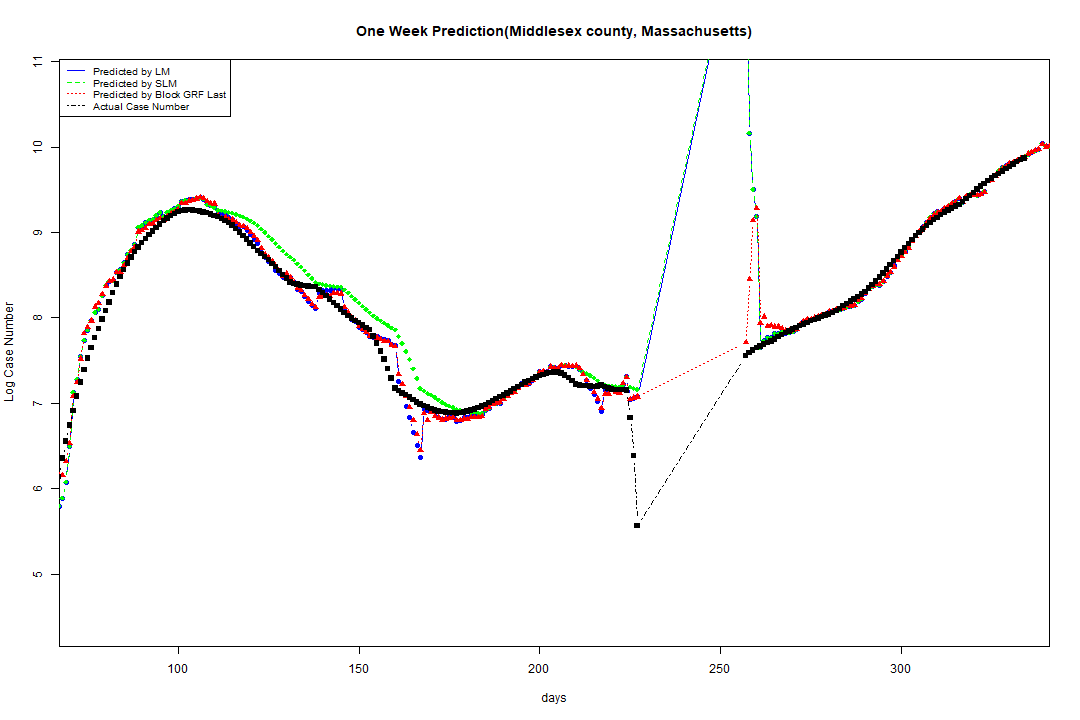 One Week Prediction(Middlesex county, Massachusetts)
Predicted by LM
Predicted by SLM
Predicted by Block GRF Last
Actual Case Number
Log Case Number
11
10
9
8
7
6
5
100 150 200 250 300
days